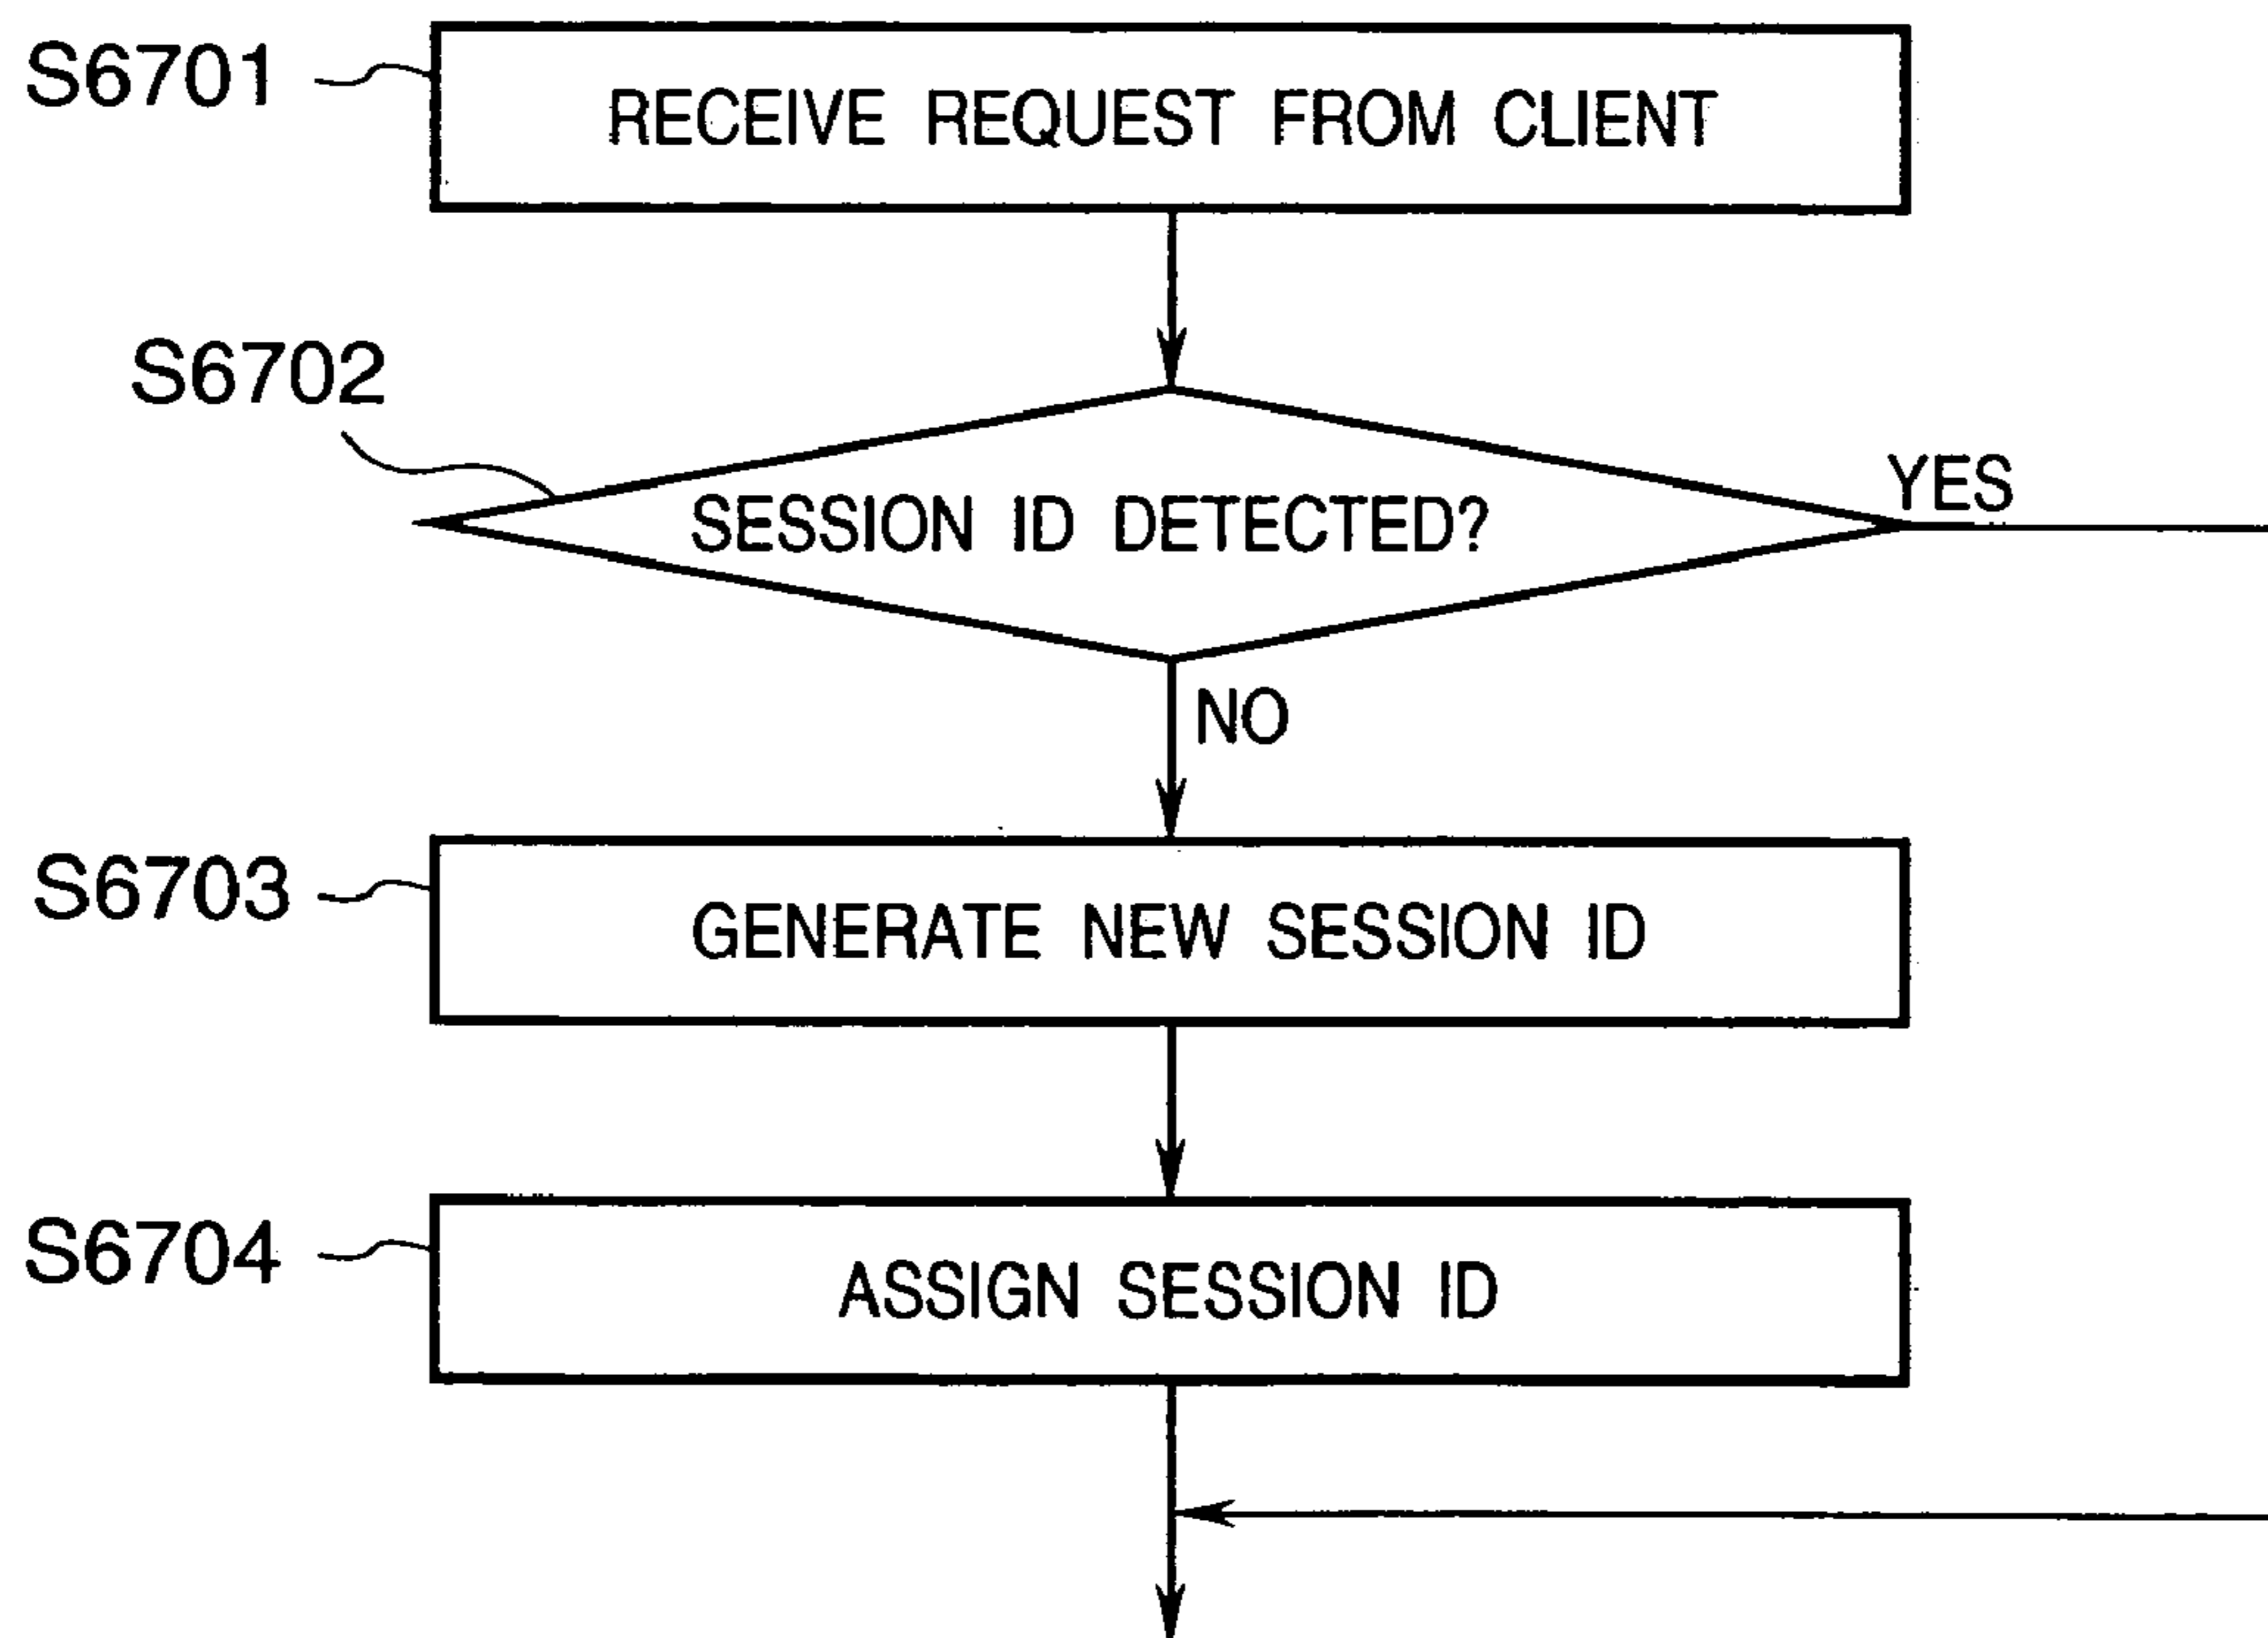 S6701
RECEIVE REQUEST FROM CLIENT
S6702
SESSION ID DETECTED?
YES
NO
S6703
GENERATE NEW SESSION ID
S6704
ASSIGN SESSION ID